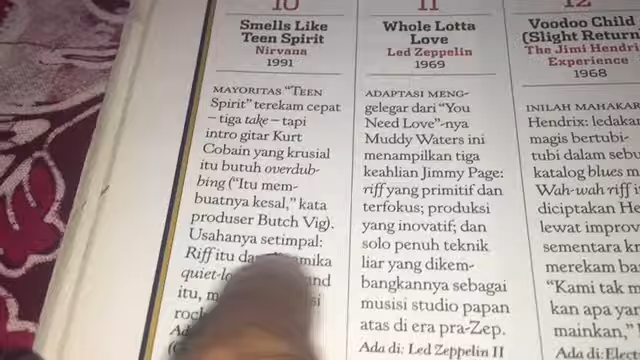 10
Smells Like
Teen Spirit
Nirvana
1991
MAYORITAS “TEEN
Spirit” terekam cepat
– tiga take – tapi
intro gitar Kurt
Cobain yang krusial
itu butuh overdub-
bing (“Itu mem-
buatnya kesal,” kata
produser Butch Vig).
Usahanya setimpal:
Riff itu
itu,
11
Whole Lotta
Love
Led Zeppelin
1969
ADAPTASI MENG-
gelegar dari “You
Need Love”-nya
Muddy Waters ini
menampilkan tiga
keahlian Jimmy Page:
riff yang primitif dan
terfokus; produksi
yang inovatif; dan
solo penuh teknik
liar yang dikem-
bangkannya sebagai
musisi studio papan
atas di era pra-Zep.
Ada di: Led Zeppelin II
12
Voodoo Child
(Slight Return
The Jimi Hendri
Experience
1968
INILAH MAHAKAR
Hendrix: ledakan
magis bertubi-
tubi dalam sebu
katalog blues m
Wah-wah riff i
diciptakan He
lewat improv
sementara kr
merekam ba
“Kami tak m
kan apa yar
mainkan,”
Ada di: Elect